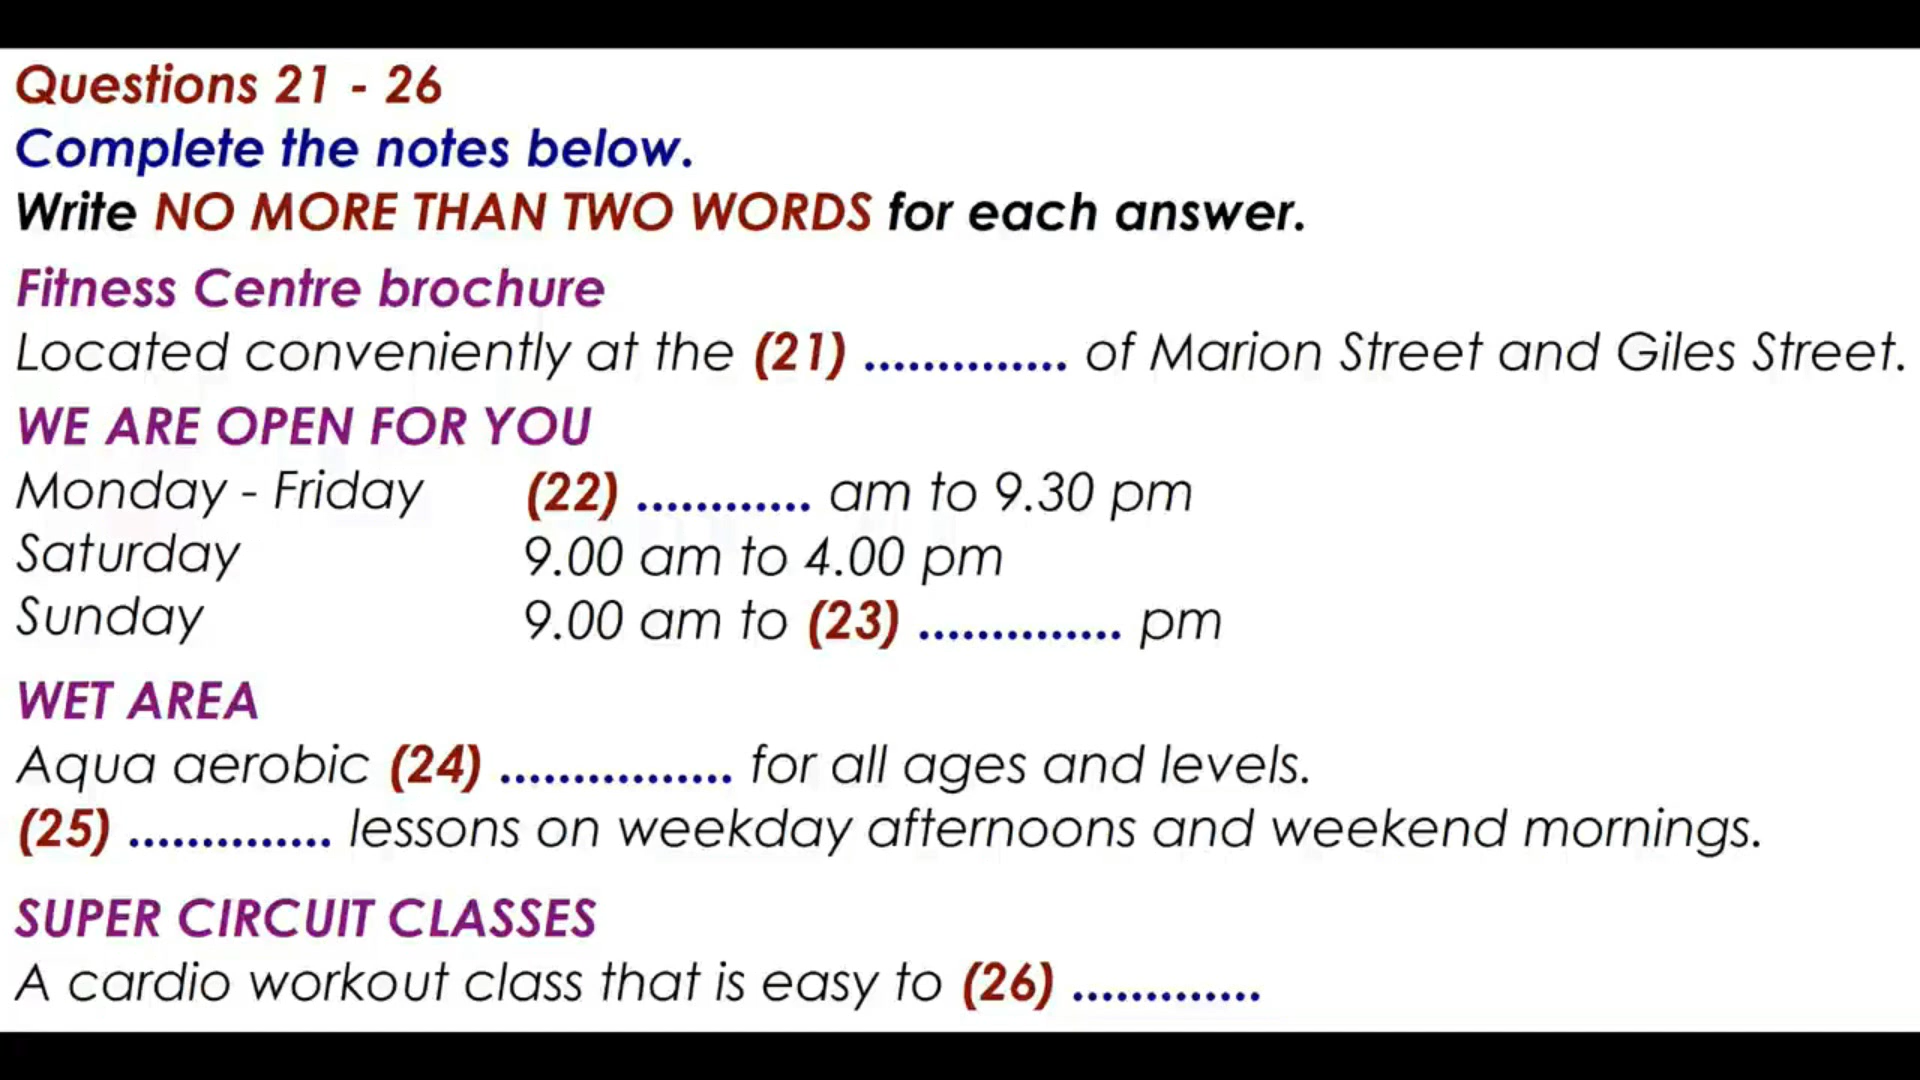 Questions 21 - 26
Complete the notes below.
Write NO MORE THAN TWO WORDS for each answer.
Fitness Centre brochure
Located conveniently at the (21) .............. of Marion Street and Giles Street.
WE ARE OPEN FOR YOU
Monday - Friday (22) ............ am to 9.30 pm
Saturday 9.00 am to 4.00 pm
Sunday 9.00 am to (23) .............. pm
WET AREA
Aqua aerobic (24) ................ for all ages and levels.
(25) .............. lessons on weekday afternoons and weekend mornings.
SUPER CIRCUIT CLASSES
A cardio workout class that is easy to (26) .............